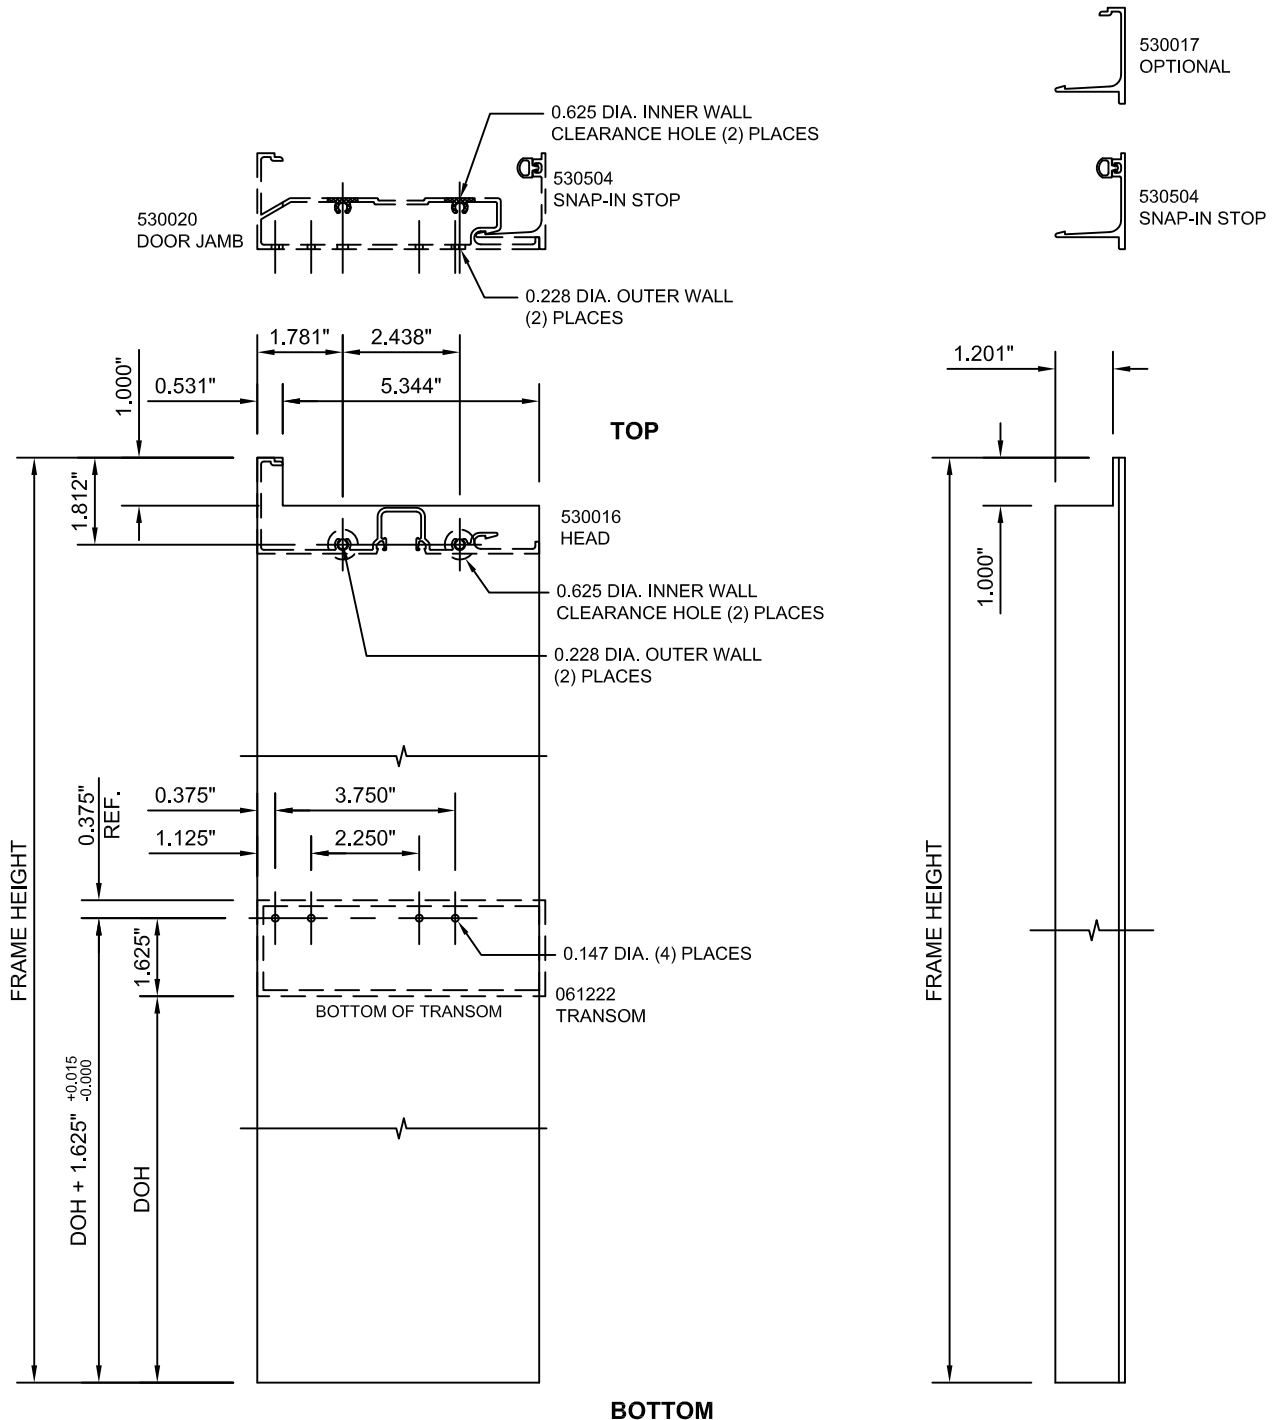 530017
OPTIONAL
0.625 DIA. INNER WALL
CLEARANCE HOLE (2) PLACES
530504
SNAP-IN STOP
530504
SNAP-IN STOP
530020
DOOR JAMB
0.228 DIA. OUTER WALL
(2) PLACES
1.781"
2.438"
1.201"
1.000"
0.531"
5.344"
TOP
1.812"
530016
HEAD
1.000"
0.625 DIA. INNER WALL
CLEARANCE HOLE (2) PLACES
0.228 DIA. OUTER WALL
(2) PLACES
0.375"
REF.
0.375"
3.750"
1.125"
2.250"
FRAME HEIGHT
FRAME HEIGHT
1.625"
0.147 DIA. (4) PLACES
061222
TRANSOM
BOTTOM OF TRANSOM
DOH + 1.625" +0.015
-0.000
DOH
BOTTOM